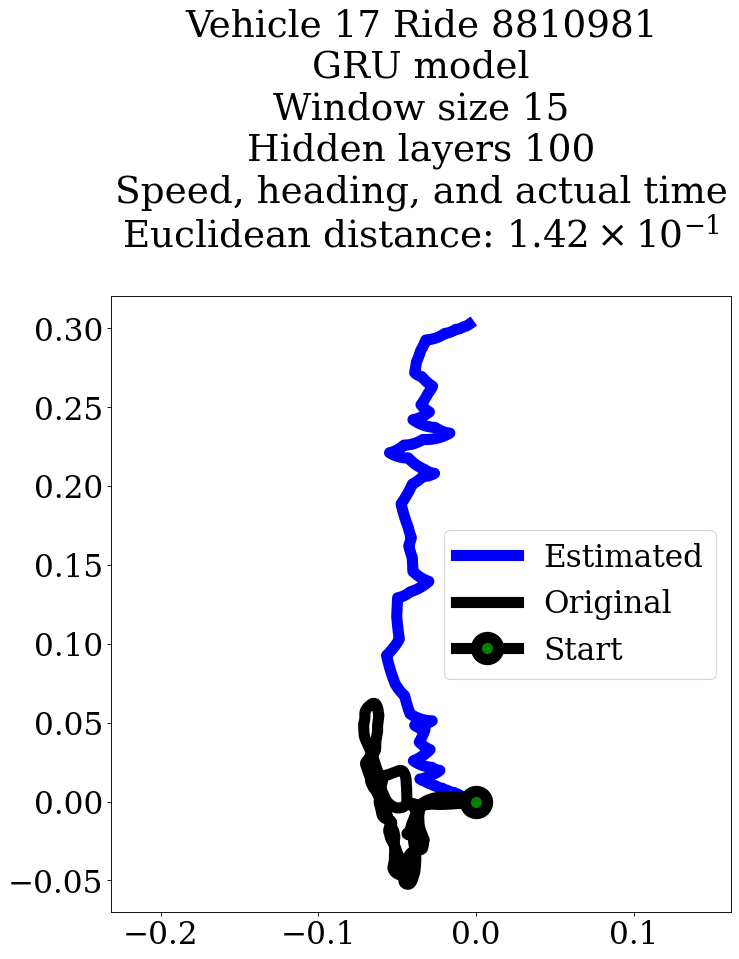 Vehicle 17 Ride 8810981
GRU model
Window size 15
Hidden layers 100
Speed, heading, and actual time
Euclidean distance: 1.42 × 10⁻¹
0.30
0.25
0.20
0.15
0.10
0.05
0.00
−0.05
Estimated
Original
Start
−0.2
−0.1
0.0
0.1